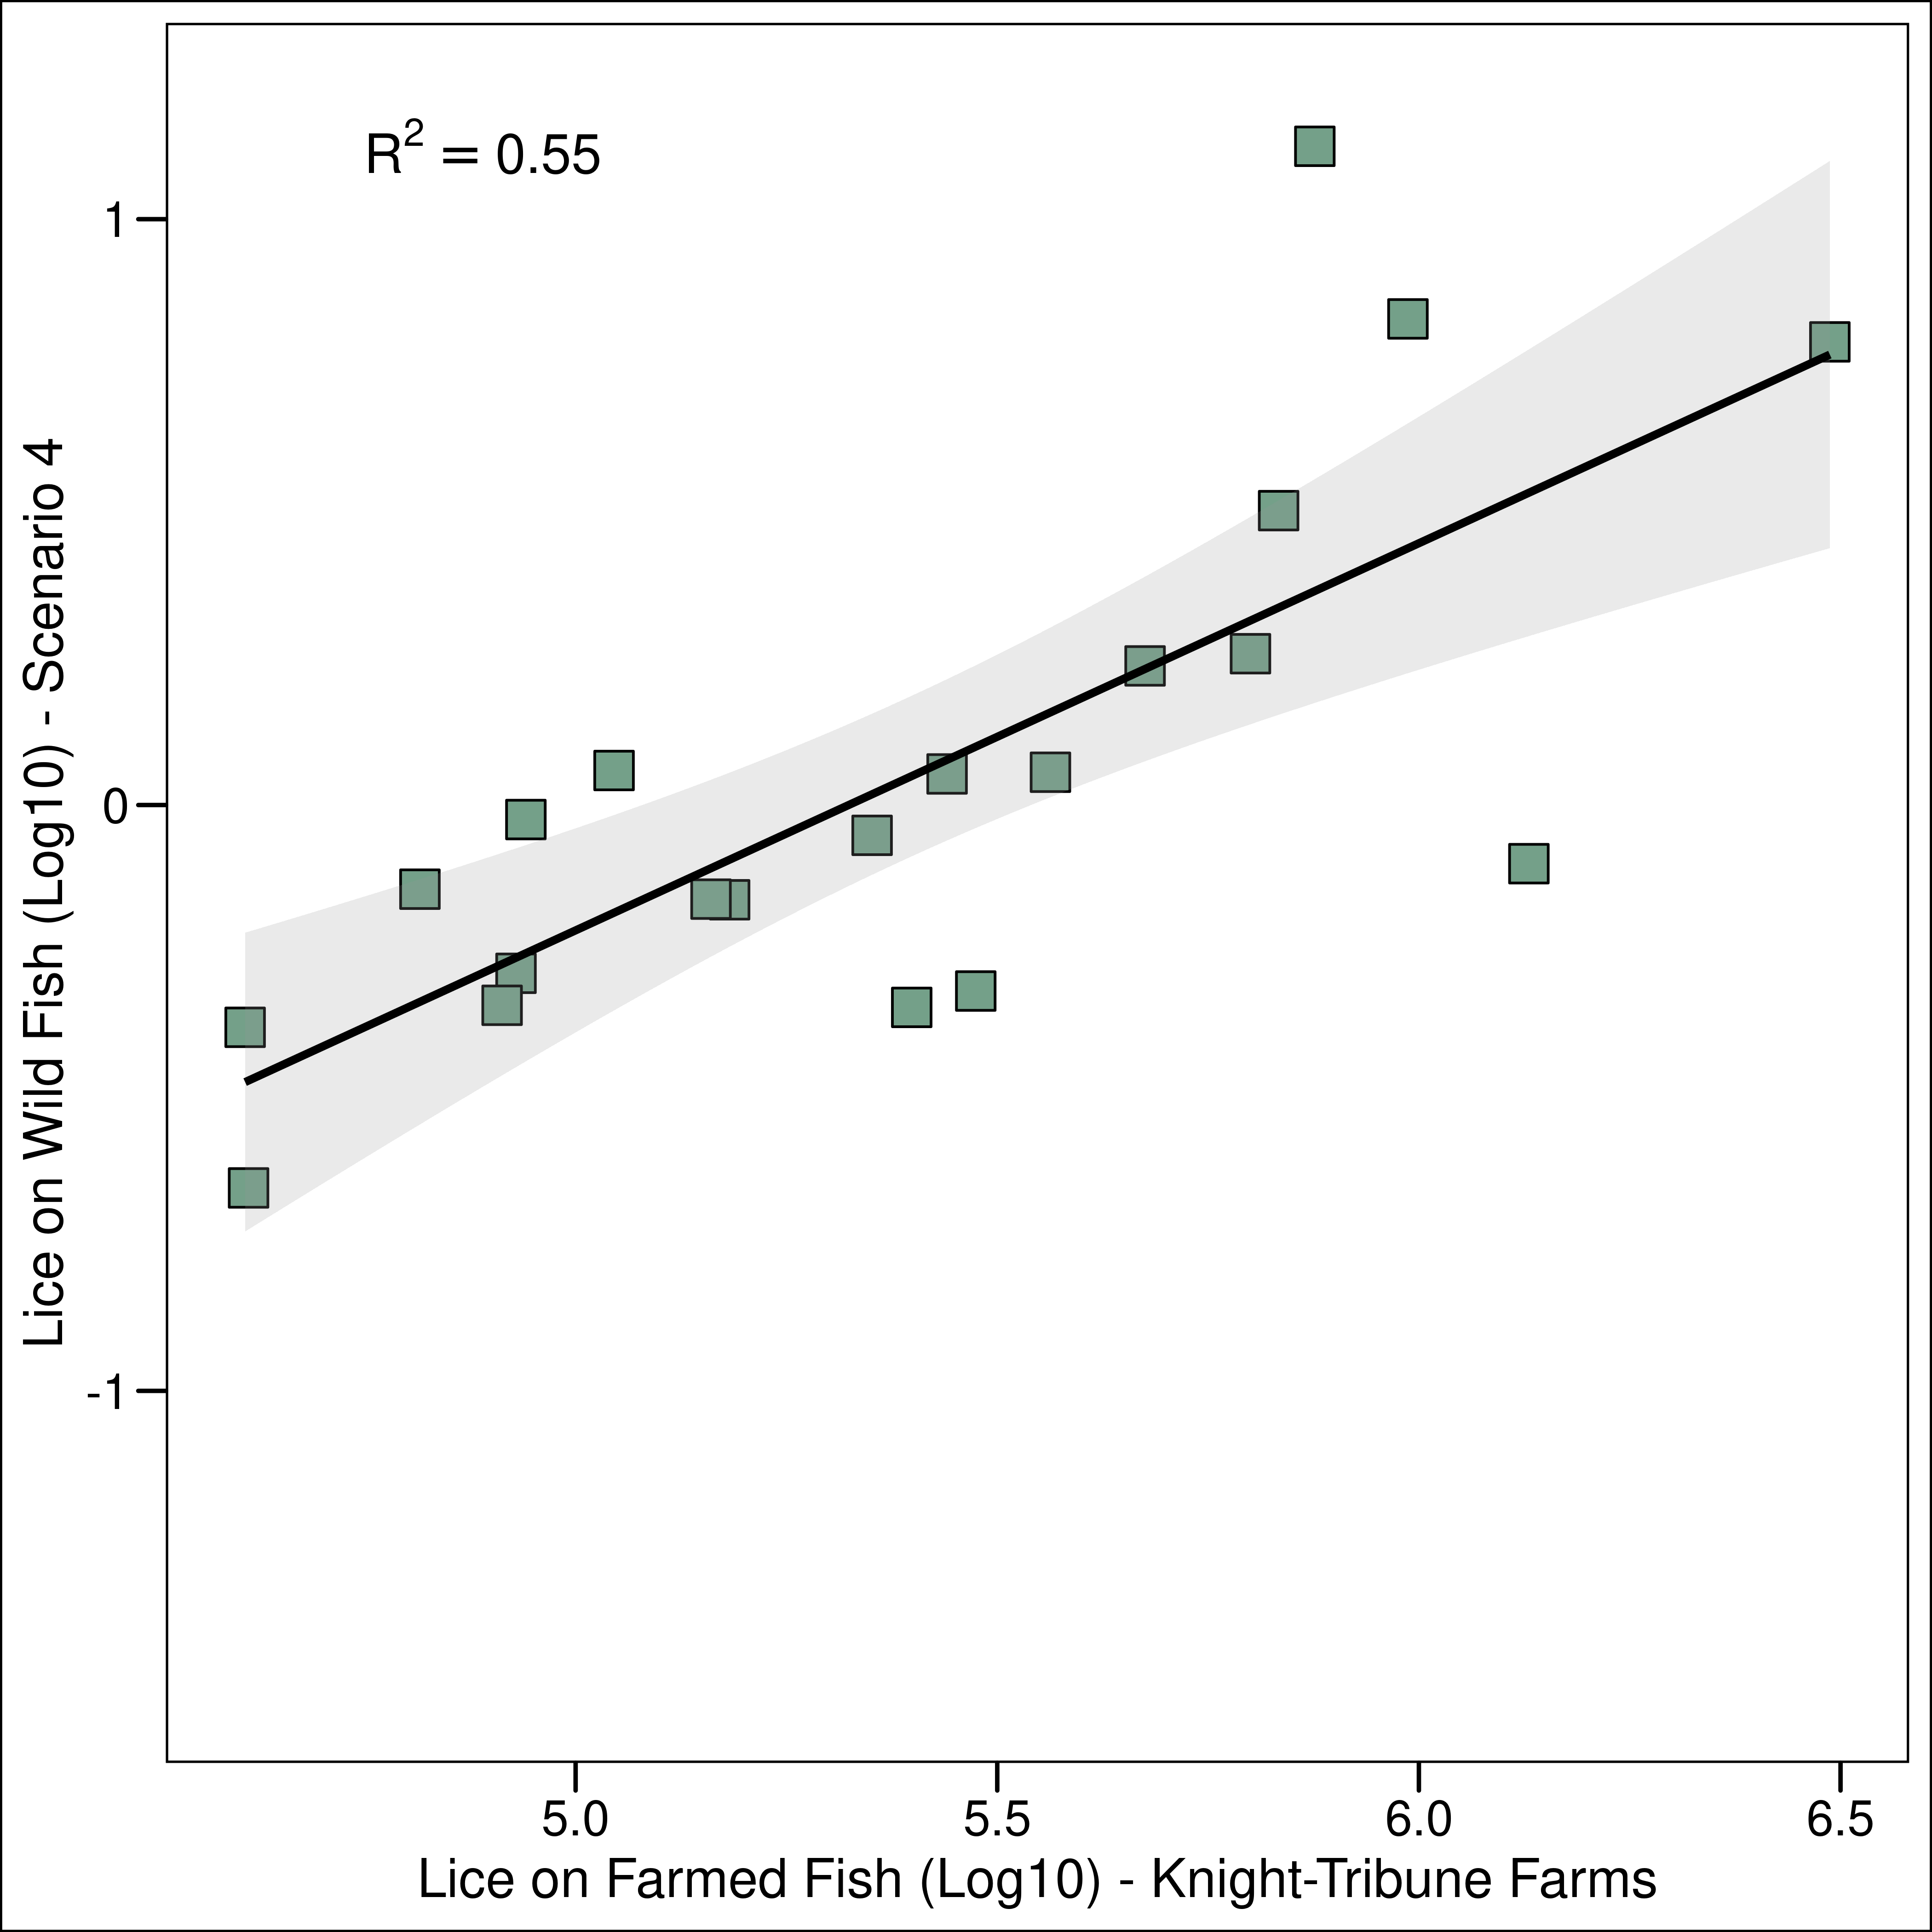 R² = 0.55
1
0
-1
Lice on Wild Fish (Log10) - Scenario 4
5.0 5.5 6.0 6.5
Lice on Farmed Fish (Log10) - Knight-Tribune Farms